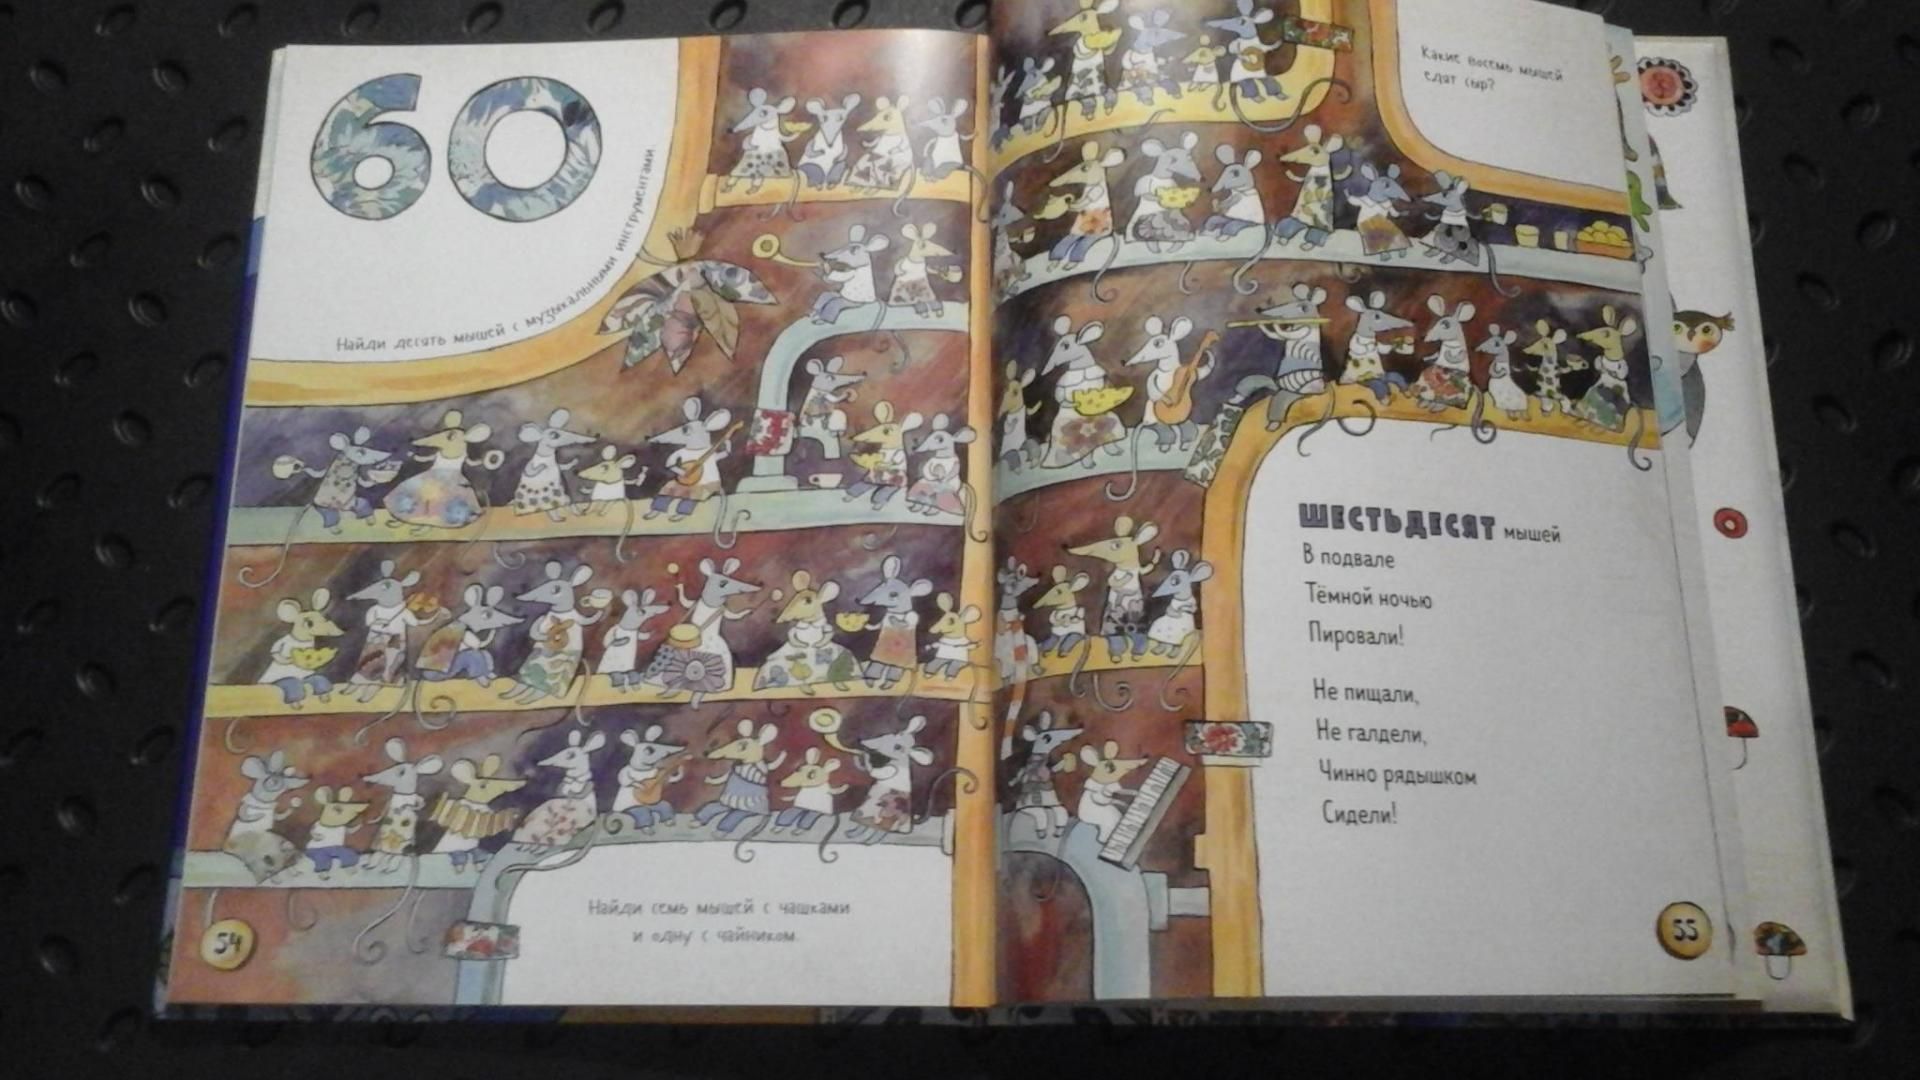 60
Найди десять мышей с музыкальными инструментами
Найди семь мышей с чашками
и одну с чайником.
54
Какие восемь мышей
едят сыр?
ШЕСТЬДЕСЯТ мышей
В подвале
Тёмной ночью
Пировали!
Не пищали,
Не галдели,
Чинно рядышком
Сидели!
55